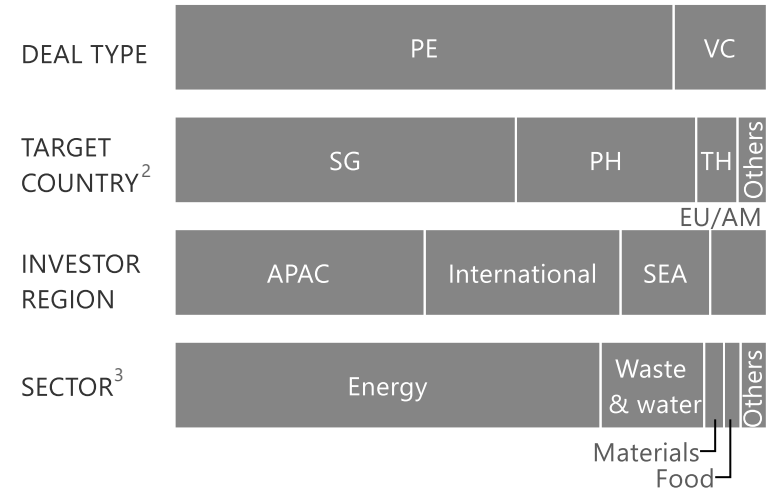 DEAL TYPE
PE
VC
TARGET
COUNTRY2
SG
PH
TH
Others
EU/AM
INVESTOR
REGION
APAC
International
SEA
SECTOR3
Energy
Waste
& water
Others
Materials
Food